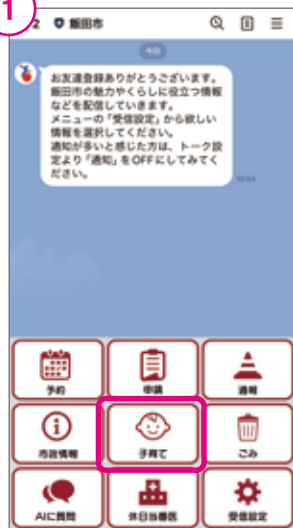 1
2 飯田市
今日
お友達登録ありがとうございます。
飯田市の魅力やくらしに役立つ情報
などを配信していきます。
メニューの「受信設定」から欲しい
情報を選択してください。
通知が多いと感じた方は、トーク設
定より「通知」をOFFにしてみてく
ださい。
予約 申請 通報
市政情報 子育て ごみ
AIに質問 休日当番医 受信設定